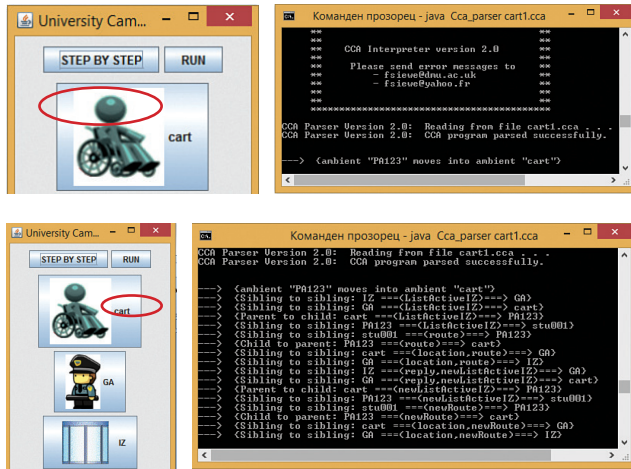 University Cam...
STEP BY STEP RUN
cart
Команден прозорец - java Cca_parser cart1.cca
** **
** **
** CCA Interpreter version 2.0 **
** **
** Please send error messages to **
** - fsiewe@dmu.ac.uk **
** - fsiewe@yahoo.fr **
** **
** **
*********************************************
CCA Parser Version 2.0: Reading from file cart1.cca . . .
CCA Parser Version 2.0: CCA program parsed successfully.
---> {ambient "PA123" moves into ambient "cart"}
University Cam...
STEP BY STEP RUN
cart
GA
IZ
Команден прозорец - java Cca_parser cart1.cca
CCA Parser Version 2.0: Reading from file cart1.cca . . .
CCA Parser Version 2.0: CCA program parsed successfully.
---> {ambient "PA123" moves into ambient "cart"}
---> {Sibling to sibling: IZ ===(ListActiveIZ)===> GA}
---> {Sibling to sibling: GA ===(ListActiveIZ)===> cart}
---> {Parent to child: cart ===(ListActiveIZ)===> PA123}
---> {Sibling to sibling: PA123 ===(ListActiveIZ)===> stu001}
---> {Sibling to sibling: stu001 ===(route)===> PA123}
---> {Child to parent: PA123 ===(route)===> cart}
---> {Sibling to sibling: cart ===(location,route)===> GA}
---> {Sibling to sibling: GA ===(location,route)===> IZ}
---> {Sibling to sibling: IZ ===(reply,newListActiveIZ)===> GA}
---> {Sibling to sibling: GA ===(reply,newListActiveIZ)===> cart}
---> {Parent to child: cart ===(newListActiveIZ)===> PA123}
---> {Sibling to sibling: PA123 ===(newListActiveIZ)===> stu001}
---> {Sibling to sibling: stu001 ===(newRoute)===> PA123}
---> {Child to parent: PA123 ===(newRoute)===> cart}
---> {Sibling to sibling: cart ===(location,newRoute)===> GA}
---> {Sibling to sibling: GA ===(location,newRoute)===> IZ}